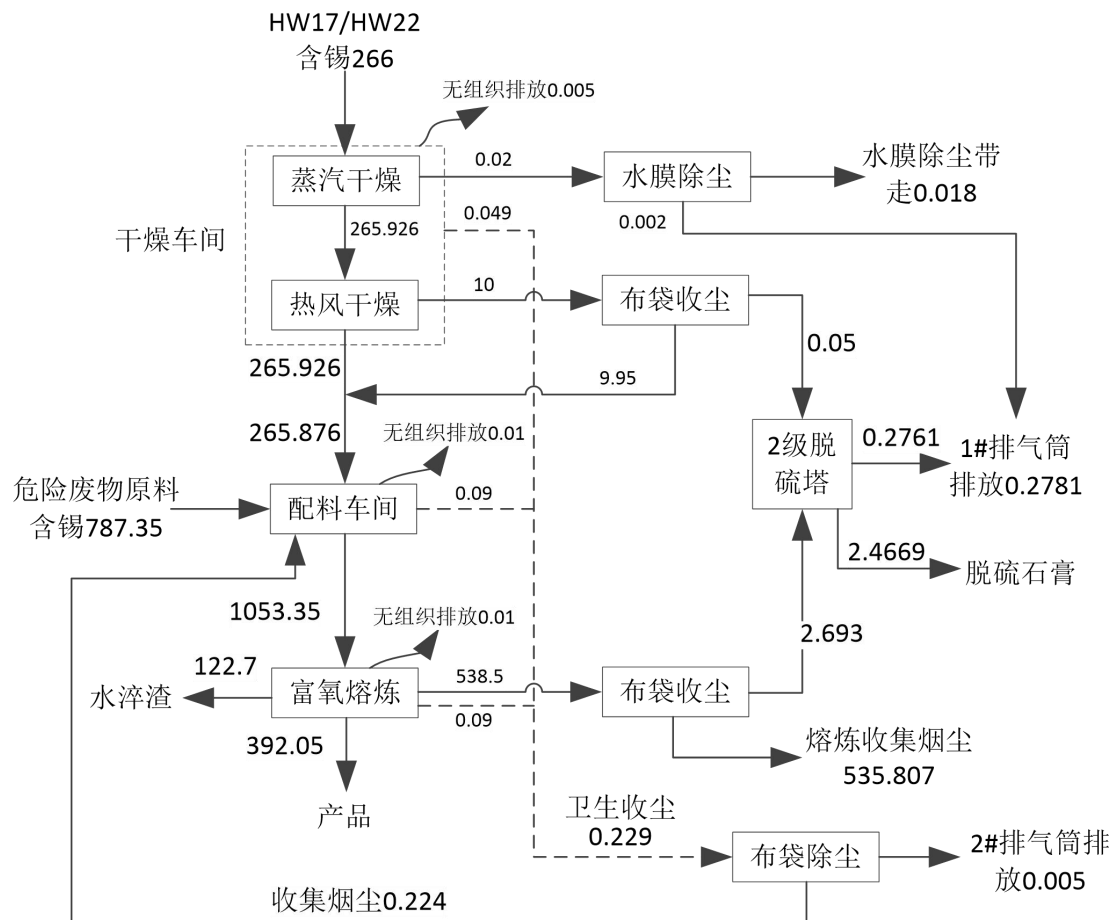 HW17/HW22
含锡266
无组织排放0.005
蒸汽干燥
0.02
水膜除尘
水膜除尘带
走0.018
0.049
0.002
265.926
干燥车间
热风干燥
10
布袋收尘
0.05
265.926
9.95
265.876
无组织排放0.01
2级脱
硫塔
0.2761
1#排气筒
排放0.2781
危险废物原料
含锡787.35
配料车间
0.09
2.4669
脱硫石膏
1053.35
无组织排放0.01
2.693
122.7
水淬渣
富氧熔炼
538.5
0.09
布袋收尘
392.05
熔炼收集烟尘
535.807
产品
卫生收尘
0.229
布袋除尘
2#排气筒排
放0.005
收集烟尘0.224